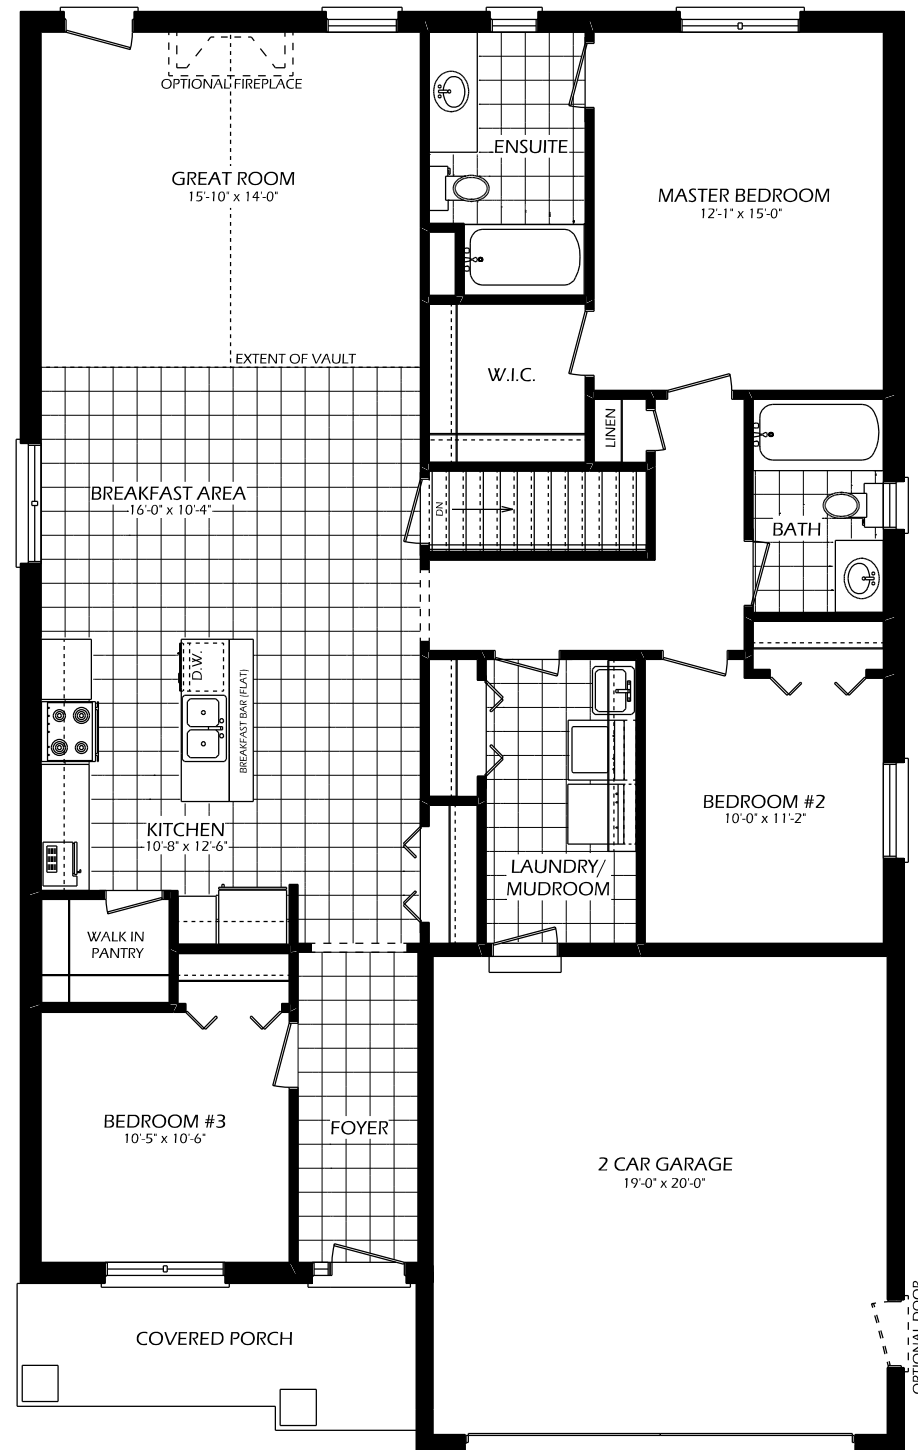 OPTIONAL FIREPLACE
GREAT ROOM
15'-10" x 14'-0"
ENSUITE
MASTER BEDROOM
12'-1" x 15'-0"
EXTENT OF VAULT
W.I.C.
LINEN
BREAKFAST AREA
16'-0" x 10'-4"
DN
BATH
D.W.
BREAKFAST BAR (FLAT)
KITCHEN
10'-8" x 12'-6"
BEDROOM #2
10'-0" x 11'-2"
LAUNDRY/
MUDROOM
WALK IN
PANTRY
BEDROOM #3
10'-5" x 10'-6"
FOYER
2 CAR GARAGE
19'-0" x 20'-0"
COVERED PORCH
OPTIONAL DOOR